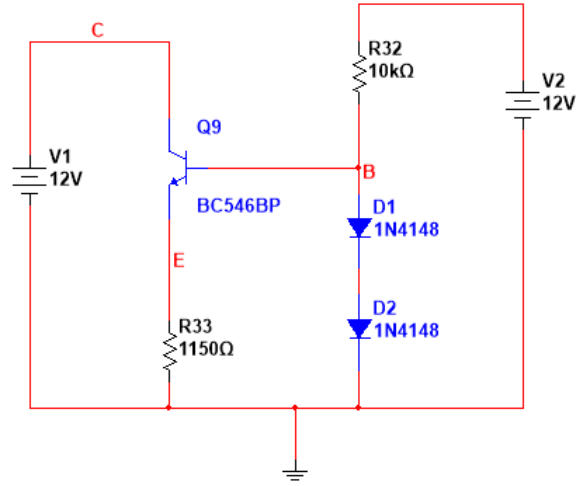 C
R32
10kΩ
V2
12V
Q9
V1
12V
B
BC546BP
D1
1N4148
E
D2
1N4148
R33
1150Ω